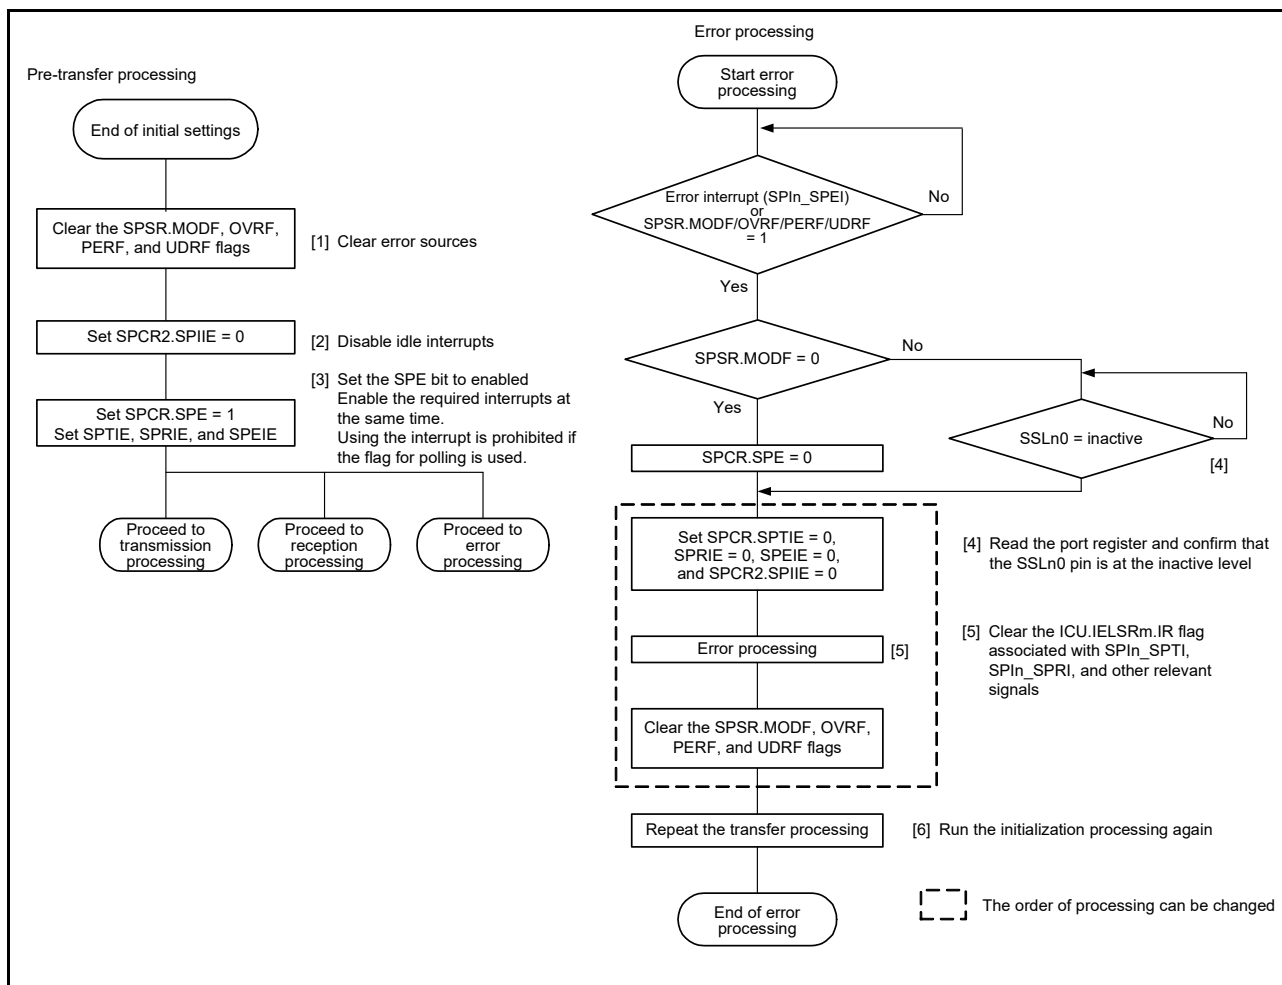 Pre-transfer processing
End of initial settings
Clear the SPSR.MODF, OVRF,
PERF, and UDRF flags
[1] Clear error sources
Set SPCR2.SPIIE = 0
[2] Disable idle interrupts
[3] Set the SPE bit to enabled
Enable the required interrupts at
the same time.
Using the interrupt is prohibited if
the flag for polling is used.
Set SPCR.SPE = 1
Set SPTIE, SPRIE, and SPEIE
Proceed to
transmission
processing
Proceed to
reception
processing
Proceed to
error
processing
Error processing
Start error
processing
Error interrupt (SPIn_SPEI)
or
SPSR.MODF/OVRF/PERF/UDRF
= 1
No
Yes
SPSR.MODF = 0
No
Yes
SSLn0 = inactive
No
[4]
SPCR.SPE = 0
Set SPCR.SPTIE = 0,
SPRIE = 0, SPEIE = 0,
and SPCR2.SPIIE = 0
[4] Read the port register and confirm that
the SSLn0 pin is at the inactive level
Error processing
[5]
[5] Clear the ICU.IELSRm.IR flag
associated with SPIn_SPTI,
SPIn_SPRI, and other relevant
signals
Clear the SPSR.MODF, OVRF,
PERF, and UDRF flags
Repeat the transfer processing
[6] Run the initialization processing again
End of error
processing
The order of processing can be changed